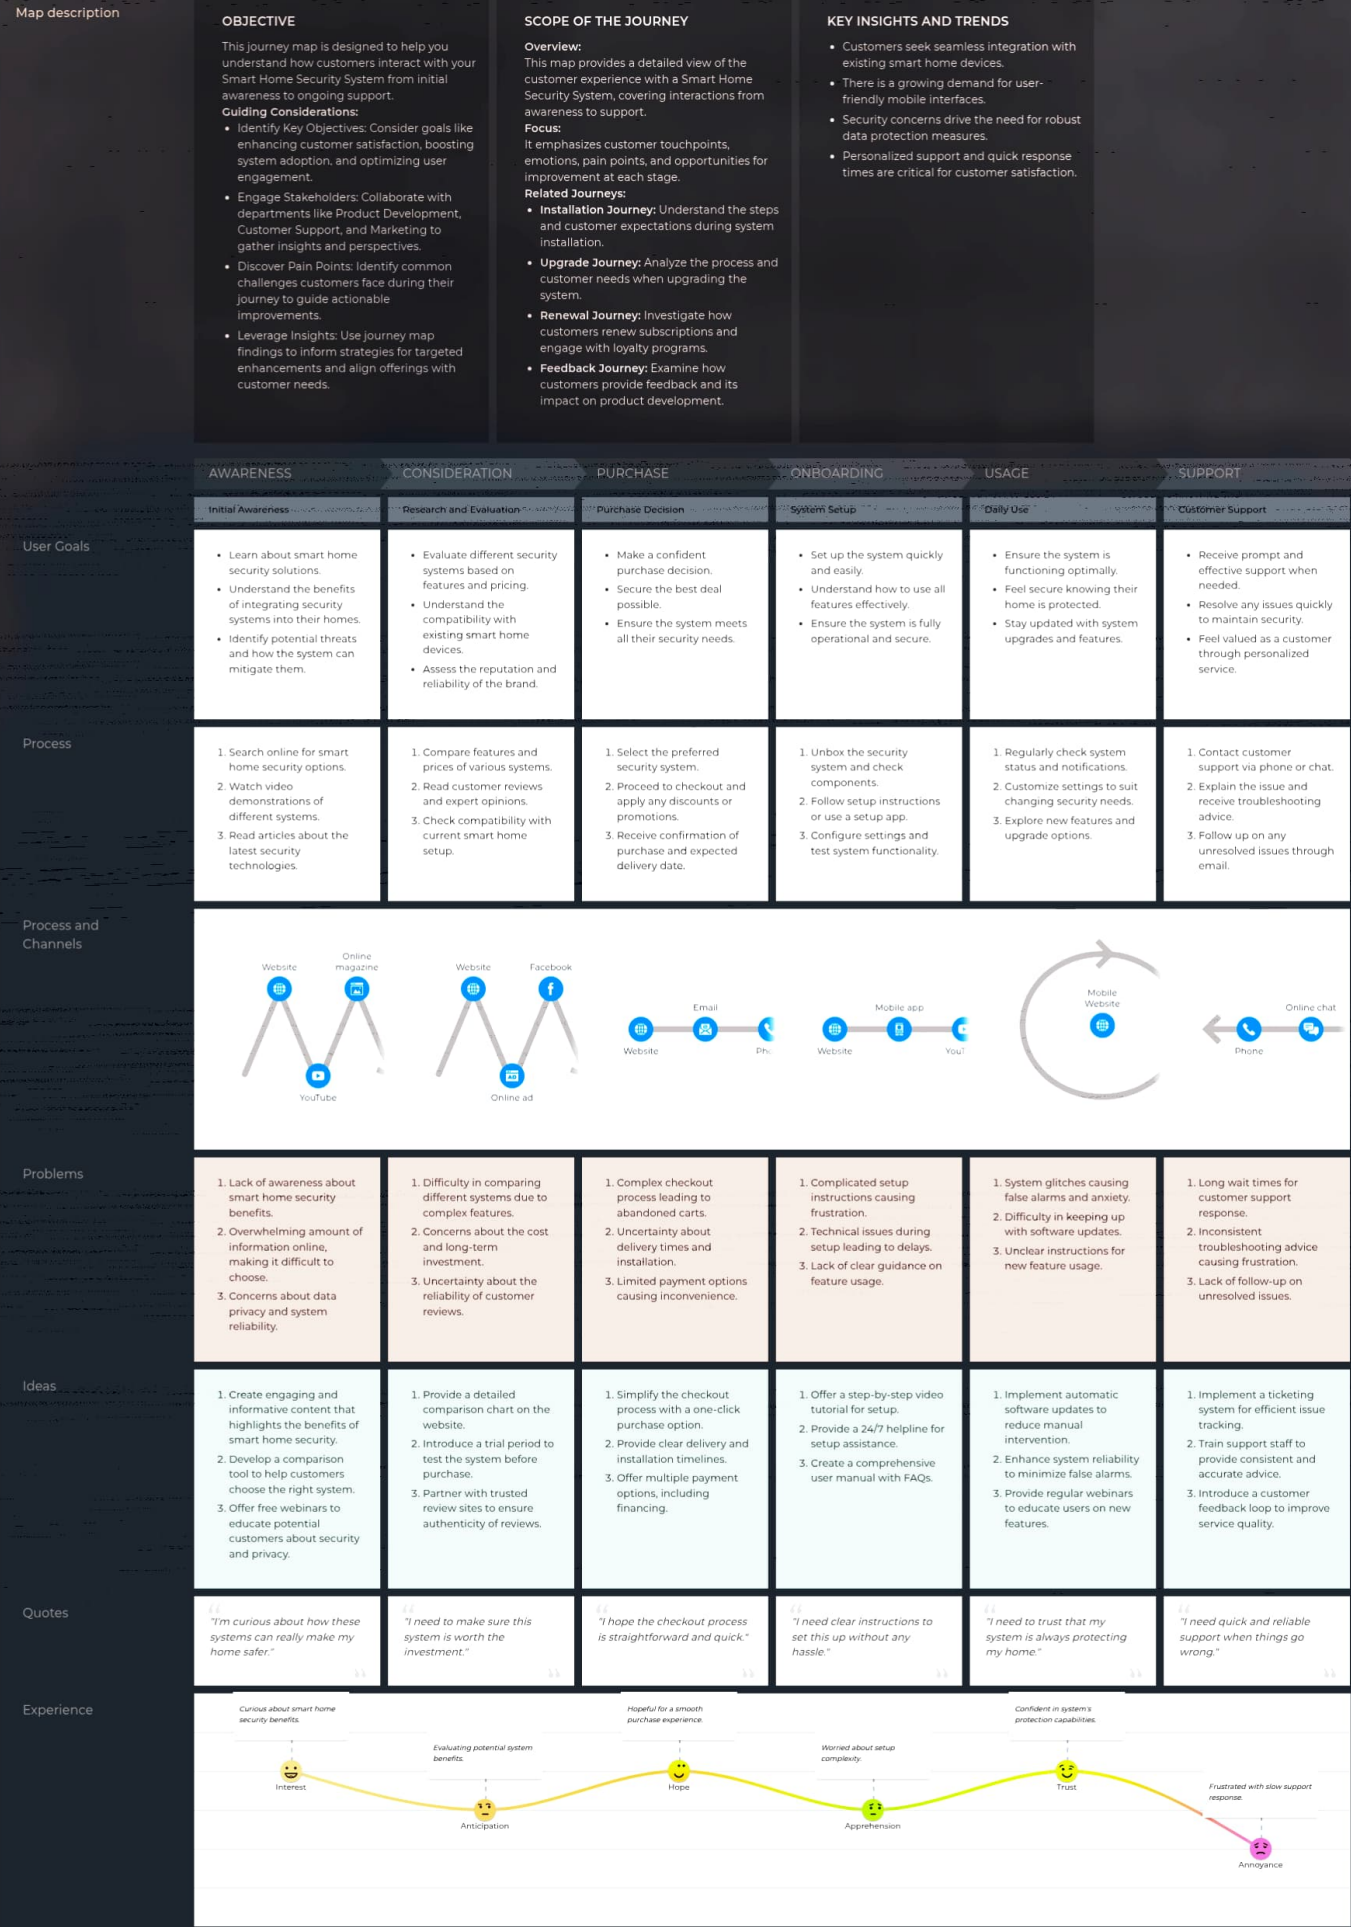 Map description
OBJECTIVE
This journey map is designed to help you
understand how customers interact with your
Smart Home Security System from initial
awareness to ongoing support.
Guiding Considerations:
• Identify Key Objectives: Consider goals like
enhancing customer satisfaction, boosting
system adoption, and optimizing user
engagement.
• Engage Stakeholders: Collaborate with
departments like Product Development,
Customer Support, and Marketing to
gather insights and perspectives.
• Discover Pain Points: Identify common
challenges customers face during their
journey to guide actionable
improvements.
• Leverage Insights: Use journey map
findings to inform strategies for targeted
enhancements and align offerings with
customer needs.
SCOPE OF THE JOURNEY
Overview:
This map provides a detailed view of the
customer experience with a Smart Home
Security System, covering interactions from
awareness to support.
Focus:
It emphasizes customer touchpoints,
emotions, pain points, and opportunities for
improvement at each stage.
Related Journeys:
• Installation Journey: Understand the steps
and customer expectations during system
installation.
• Upgrade Journey: Analyze the process and
customer needs when upgrading the
system.
• Renewal Journey: Investigate how
customers renew subscriptions and
engage with loyalty programs.
• Feedback Journey: Examine how
customers provide feedback and its
impact on product development.
KEY INSIGHTS AND TRENDS
• Customers seek seamless integration with
existing smart home devices.
• There is a growing demand for user-
friendly mobile interfaces.
• Security concerns drive the need for robust
data protection measures.
• Personalized support and quick response
times are critical for customer satisfaction.
AWARENESS
CONSIDERATION
PURCHASE
ONBOARDING
USAGE
SUPPORT
Initial Awareness
Research and Evaluation
Purchase Decision
System Setup
Daily Use
Customer Support
User Goals
• Learn about smart home
security solutions.
• Understand the benefits
of integrating security
systems into their homes.
• Identify potential threats
and how the system can
mitigate them.
• Evaluate different security
systems based on
features and pricing.
• Understand the
compatibility with
existing smart home
devices.
• Assess the reputation and
reliability of the brand.
• Make a confident
purchase decision.
• Secure the best deal
possible.
• Ensure the system meets
all their security needs.
• Set up the system quickly
and easily.
• Understand how to use all
features effectively.
• Ensure the system is fully
operational and secure.
• Ensure the system is
functioning optimally.
• Feel secure knowing their
home is protected.
• Stay updated with system
upgrades and features.
• Receive prompt and
effective support when
needed.
• Resolve any issues quickly
to maintain security.
• Feel valued as a customer
through personalized
service.
Process
1. Search online for smart
home security options.
2. Watch video
demonstrations of
different systems.
3. Read articles about the
latest security
technologies.
1. Compare features and
prices of various systems.
2. Read customer reviews
and expert opinions.
3. Check compatibility with
current smart home
setup.
1. Select the preferred
security system.
2. Proceed to checkout and
apply any discounts or
promotions.
3. Receive confirmation of
purchase and expected
delivery date.
1. Unbox the security
system and check
components.
2. Follow setup instructions
or use a setup app.
3. Configure settings and
test system functionality.
1. Regularly check system
status and notifications.
2. Customize settings to suit
changing security needs.
3. Explore new features and
upgrade options.
1. Contact customer
support via phone or chat.
2. Explain the issue and
receive troubleshooting
advice.
3. Follow up on any
unresolved issues through
email.
Process and
Channels
Website
Online
magazine
YouTube
Website
Facebook
Online ad
AD
Website
Email
Website
Mobile app
Mobile
Website
Phone
Online chat
Problems
1. Lack of awareness about
smart home security
benefits.
2. Overwhelming amount of
information online,
making it difficult to
choose.
3. Concerns about data
privacy and system
reliability.
1. Difficulty in comparing
different systems due to
complex features.
2. Concerns about the cost
and long-term
investment.
3. Uncertainty about the
reliability of customer
reviews.
1. Complex checkout
process leading to
abandoned carts.
2. Uncertainty about
delivery times and
installation.
3. Limited payment options
causing inconvenience.
1. Complicated setup
instructions causing
frustration.
2. Technical issues during
setup leading to delays.
3. Lack of clear guidance on
feature usage.
1. System glitches causing
false alarms and anxiety.
2. Difficulty in keeping up
with software updates.
3. Unclear instructions for
new feature usage.
1. Long wait times for
customer support
response.
2. Inconsistent
troubleshooting advice
causing frustration.
3. Lack of follow-up on
unresolved issues.
Ideas
1. Create engaging and
informative content that
highlights the benefits of
smart home security.
2. Develop a comparison
tool to help customers
choose the right system.
3. Offer free webinars to
educate potential
customers about security
and privacy.
1. Provide a detailed
comparison chart on the
website.
2. Introduce a trial period to
test the system before
purchase.
3. Partner with trusted
review sites to ensure
authenticity of reviews.
1. Simplify the checkout
process with a one-click
purchase option.
2. Provide clear delivery and
installation timelines.
3. Offer multiple payment
options, including
financing.
1. Offer a step-by-step video
tutorial for setup.
2. Provide a 24/7 helpline for
setup assistance.
3. Create a comprehensive
user manual with FAQs.
1. Implement automatic
software updates to
reduce manual
intervention.
2. Enhance system reliability
to minimize false alarms.
3. Provide regular webinars
to educate users on new
features.
1. Implement a ticketing
system for efficient issue
tracking.
2. Train support staff to
provide consistent and
accurate advice.
3. Introduce a customer
feedback loop to improve
service quality.
Quotes
"I'm curious about how these
systems can really make my
home safer."
"I need to make sure this
system is worth the
investment."
"I hope the checkout process
is straightforward and quick."
"I need clear instructions to
set this up without any
hassle."
"I need to trust that my
system is always protecting
my home."
"I need quick and reliable
support when things go
wrong."
Experience
Curious about smart home
security benefits.
Interest
Evaluating potential system
benefits.
Anticipation
Hopeful for a smooth
purchase experience.
Hope
Worried about setup
complexity.
Apprehension
Confident in system's
protection capabilities.
Trust
Frustrated with slow support
response.
Annoyance